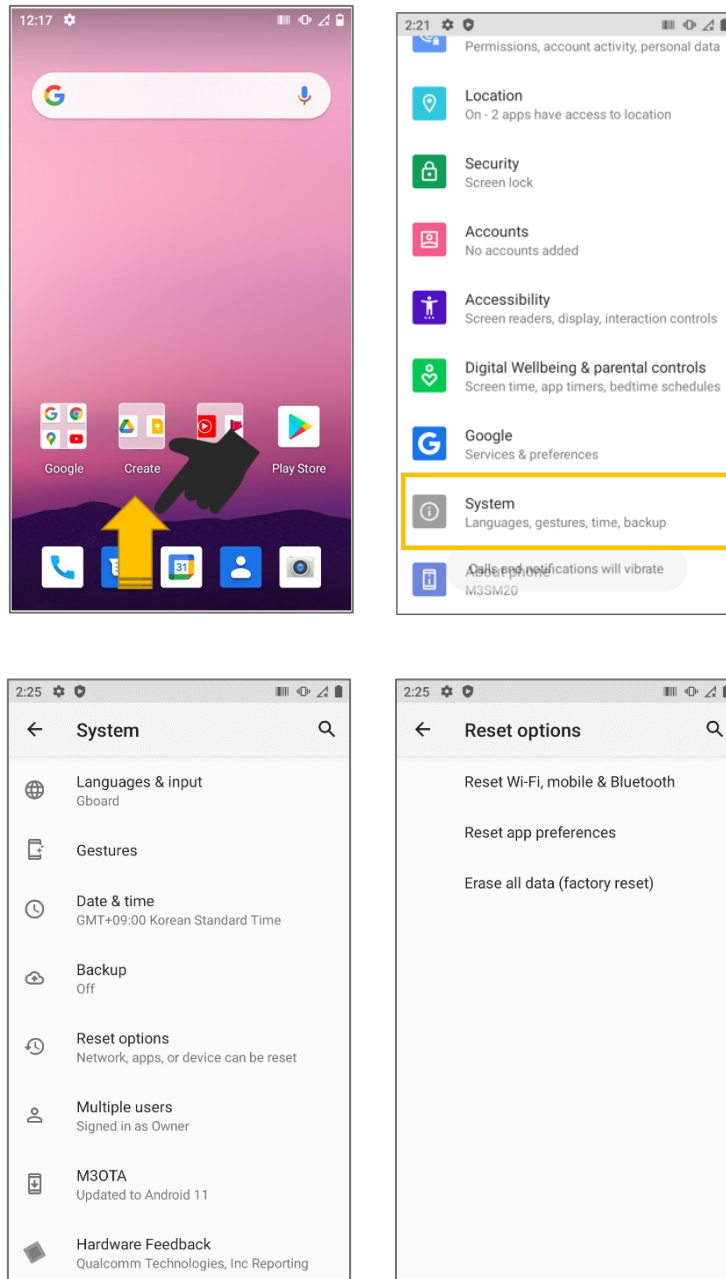 12:17
Google
Create
Play Store
31
2:21
Permissions, account activity, personal data
Location
On - 2 apps have access to location
Security
Screen lock
Accounts
No accounts added
Accessibility
Screen readers, display, interaction controls
Digital Wellbeing & parental controls
Screen time, app timers, bedtime schedules
Google
Services & preferences
System
Languages, gestures, time, backup
About phone
Calls and notifications will vibrate
M3SM20
2:25
System
Languages & input
Gboard
Gestures
Date & time
GMT+09:00 Korean Standard Time
Backup
Off
Reset options
Network, apps, or device can be reset
Multiple users
Signed in as Owner
M3OTA
Updated to Android 11
Hardware Feedback
Qualcomm Technologies, Inc Reporting
2:25
Reset options
Reset Wi-Fi, mobile & Bluetooth
Reset app preferences
Erase all data (factory reset)